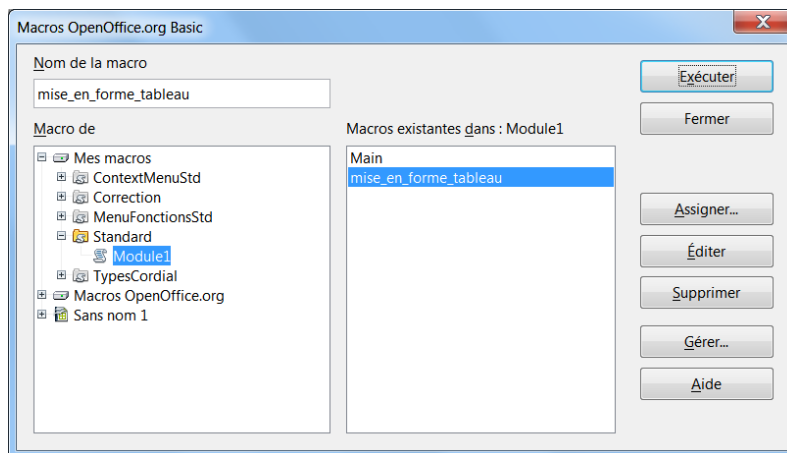 Macros OpenOffice.org Basic
Nom de la macro
mise_en_forme_tableau
Macro de
Mes macros
ContextMenuStd
Correction
MenuFonctionsStd
Standard
Module1
TypesCordial
Macros OpenOffice.org
Sans nom 1
Macros existantes dans : Module1
Main
mise_en_forme_tableau
Exécuter
Fermer
Assigner...
Éditer
Supprimer
Gérer...
Aide